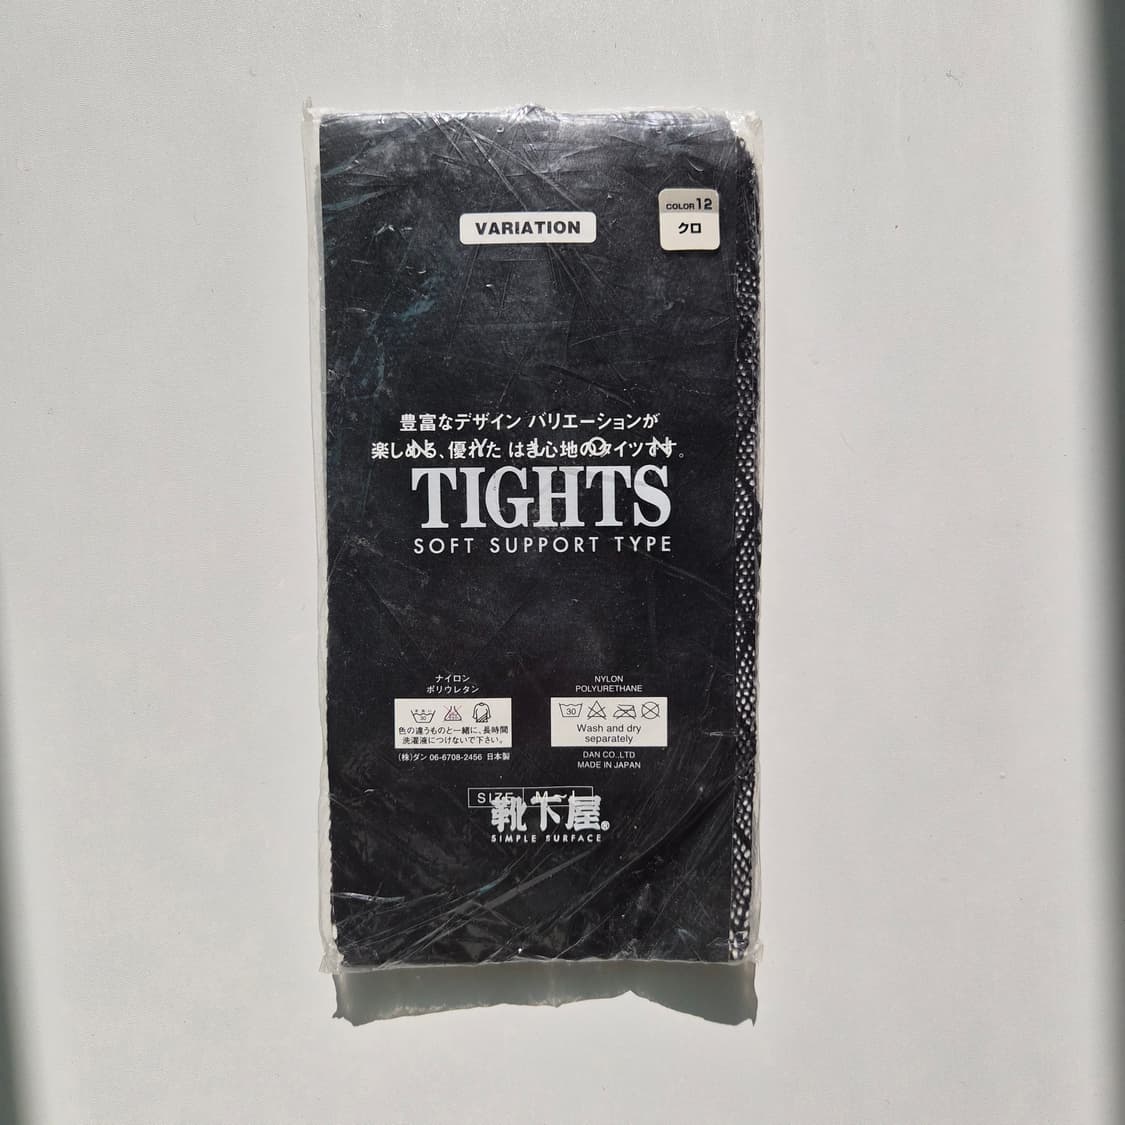 VARIATION
COLOR 12
クロ
豊富なデザイン バリエーションが
楽しめる、優れた はき心地のタイツです。
NYLON
TIGHTS
SOFT SUPPORT TYPE
ナイロン
ポリウレタン
色の違うものと一緒に、長時間
洗濯液につけないで下さい。
(株)ダン 06-6708-2456 日本製
NYLON
POLYURETHANE
30
Wash and dry
separately
DAN CO.,LTD
MADE IN JAPAN
SIZE M〜L
靴下屋®
SIMPLE SURFACE